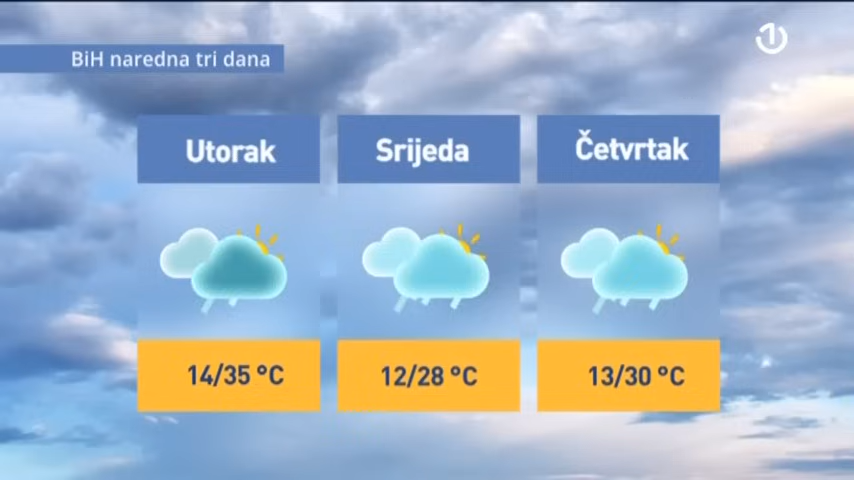 BiH naredna tri dana
Utorak
Srijeda
Četvrtak
14/35 °C
12/28 °C
13/30 °C